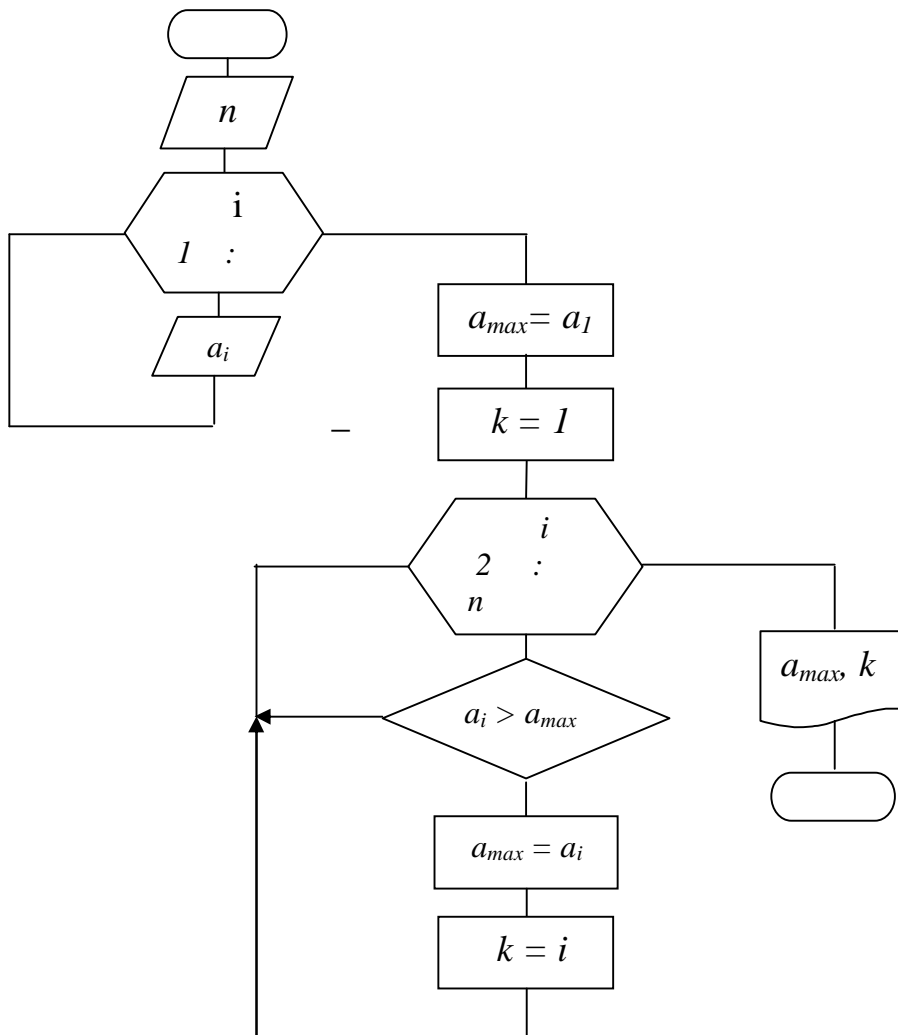 n
i
1 :
a_i
a_max = a_1
k = 1
–
i
2 :
n
a_i > a_max
a_max, k
a_max = a_i
k = i